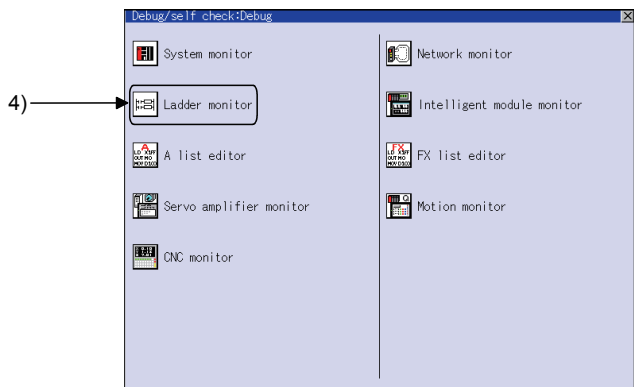 Debug/self check:Debug
System monitor
Network monitor
4)
Ladder monitor
Intelligent module monitor
A list editor
FX list editor
Servo amplifier monitor
Motion monitor
CNC monitor